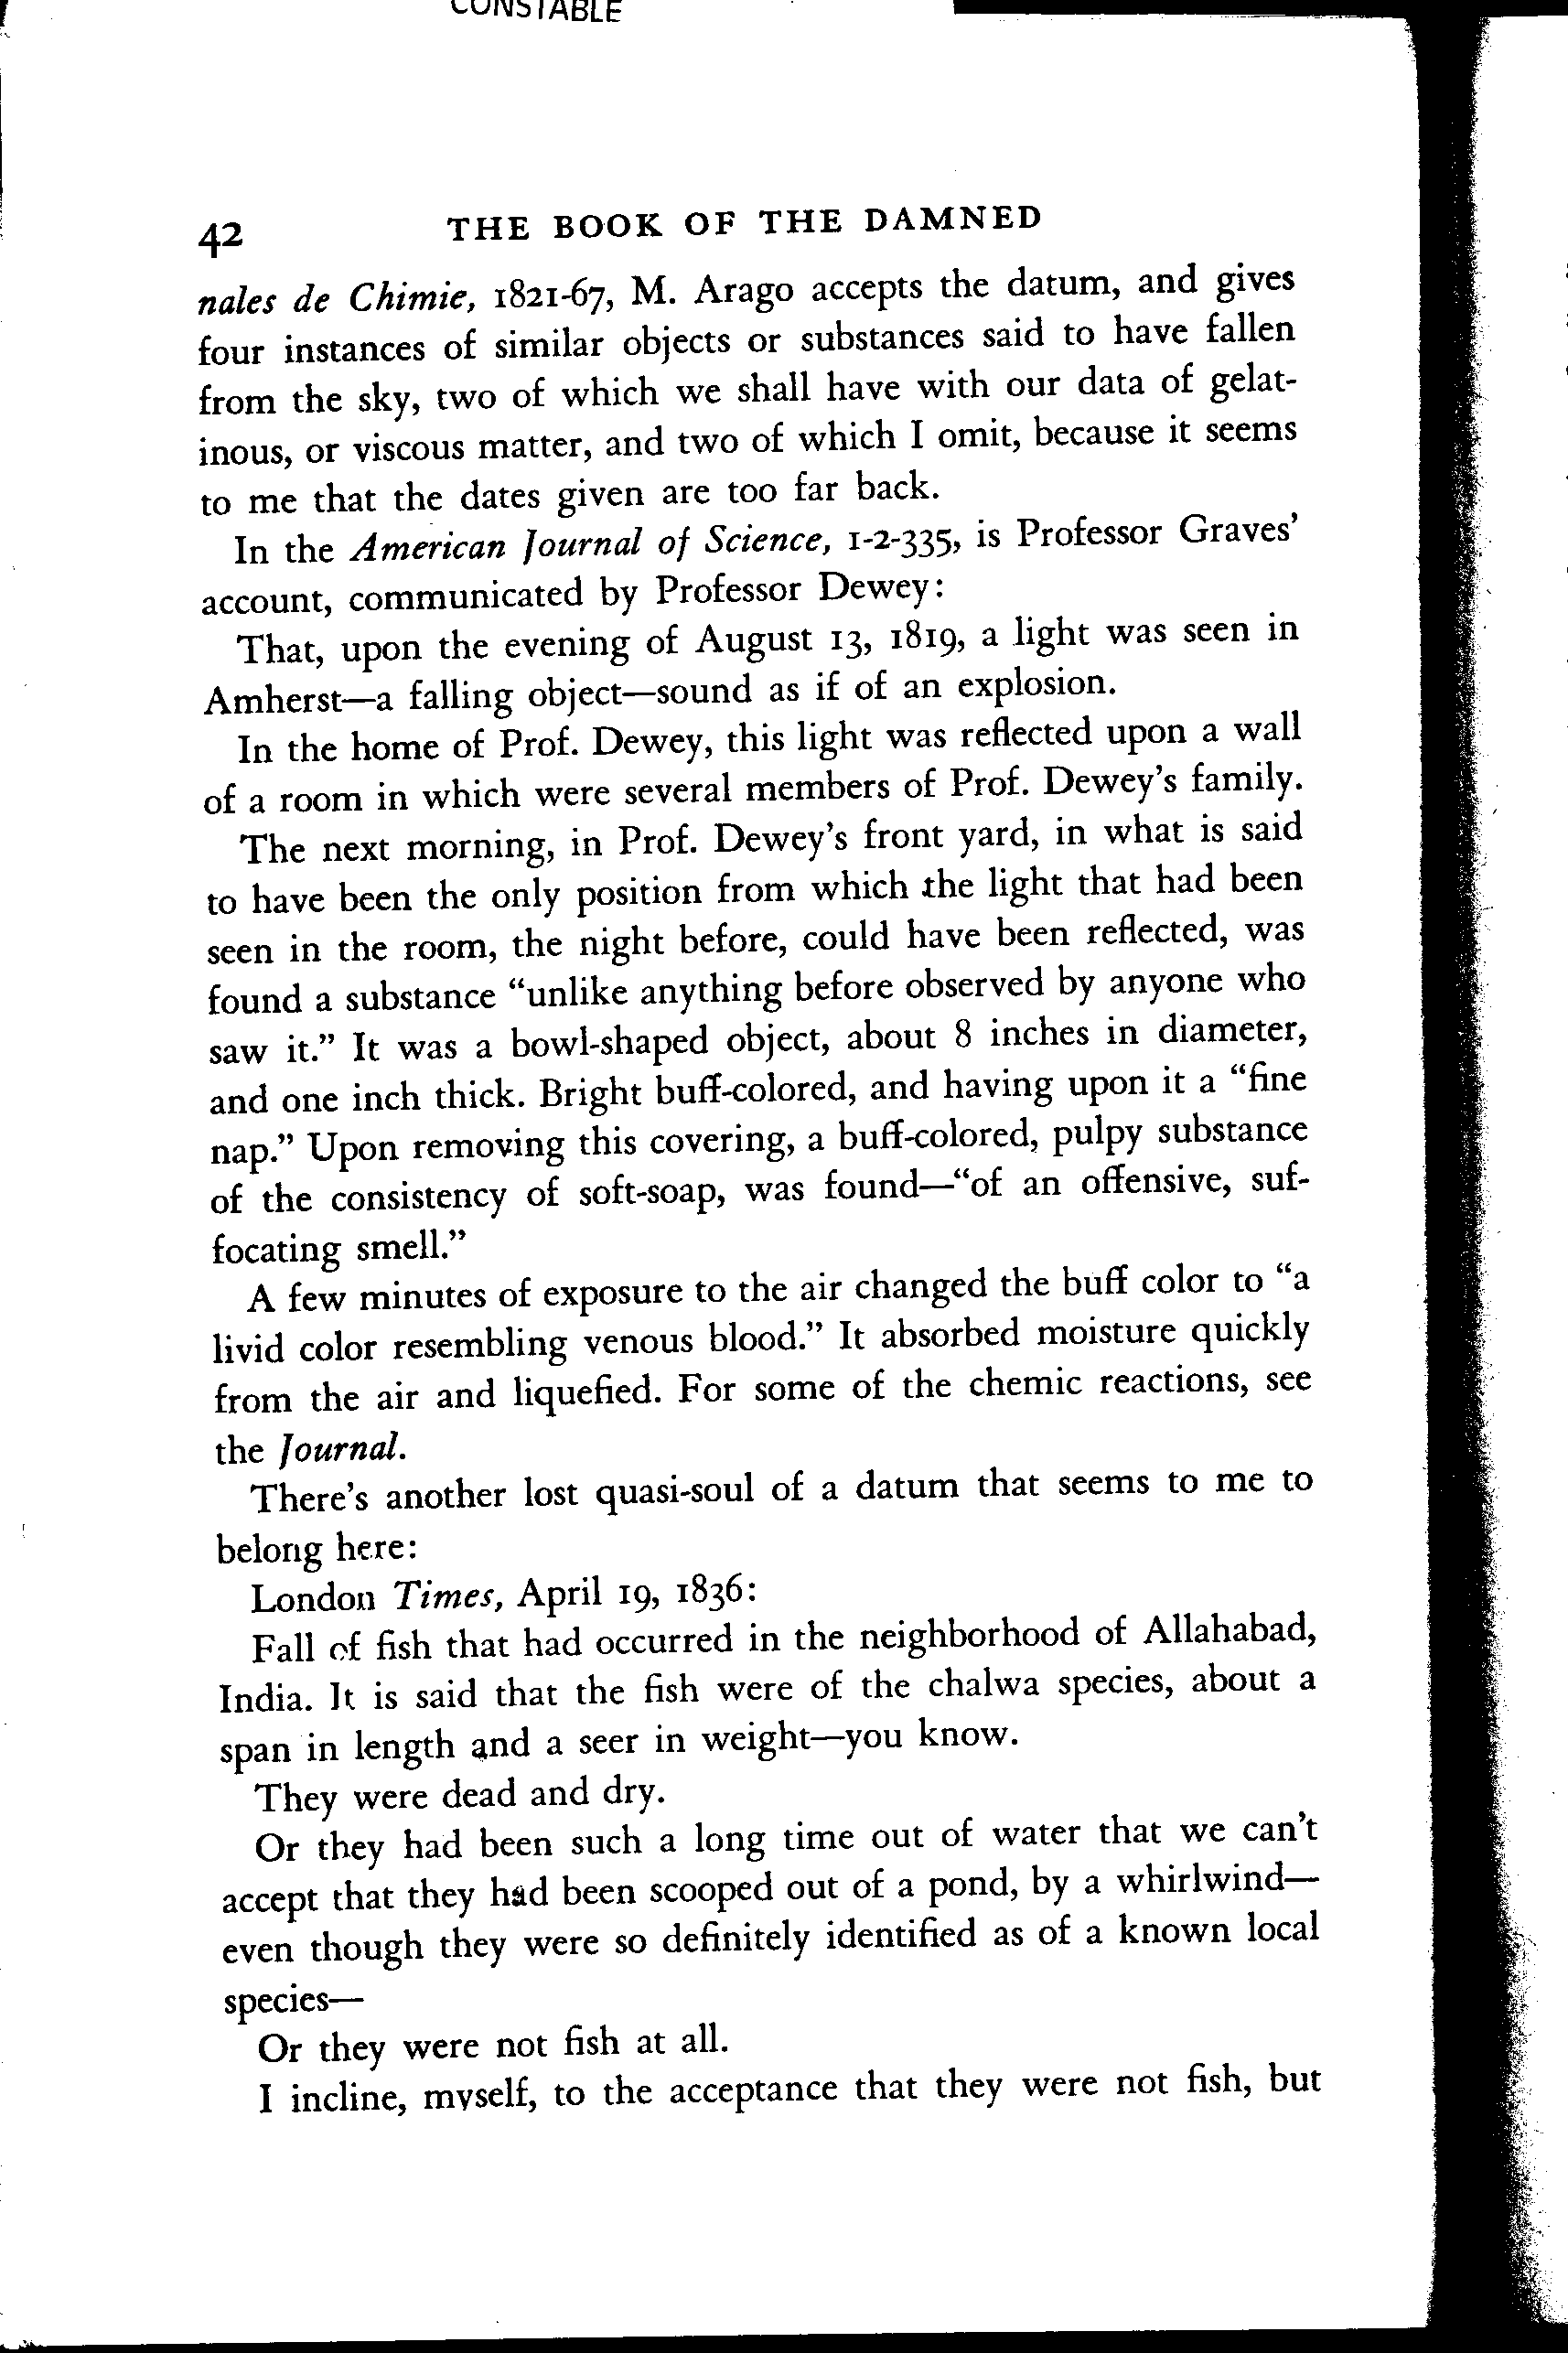 CONSTABLE
42 THE BOOK OF THE DAMNED
nales de Chimie, 1821-67, M. Arago accepts the datum, and gives
four instances of similar objects or substances said to have fallen
from the sky, two of which we shall have with our data of gelat-
inous, or viscous matter, and two of which I omit, because it seems
to me that the dates given are too far back.
In the American Journal of Science, 1-2-335, is Professor Graves'
account, communicated by Professor Dewey:
That, upon the evening of August 13, 1819, a light was seen in
Amherst—a falling object—sound as if of an explosion.
In the home of Prof. Dewey, this light was reflected upon a wall
of a room in which were several members of Prof. Dewey's family.
The next morning, in Prof. Dewey's front yard, in what is said
to have been the only position from which the light that had been
seen in the room, the night before, could have been reflected, was
found a substance "unlike anything before observed by anyone who
saw it." It was a bowl-shaped object, about 8 inches in diameter,
and one inch thick. Bright buff-colored, and having upon it a "fine
nap." Upon removing this covering, a buff-colored, pulpy substance
of the consistency of soft-soap, was found—"of an offensive, suf-
focating smell."
A few minutes of exposure to the air changed the buff color to "a
livid color resembling venous blood." It absorbed moisture quickly
from the air and liquefied. For some of the chemic reactions, see
the Journal.
There's another lost quasi-soul of a datum that seems to me to
belong here:
London Times, April 19, 1836:
Fall of fish that had occurred in the neighborhood of Allahabad,
India. It is said that the fish were of the chalwa species, about a
span in length and a seer in weight—you know.
They were dead and dry.
Or they had been such a long time out of water that we can't
accept that they had been scooped out of a pond, by a whirlwind—
even though they were so definitely identified as of a known local
species—
Or they were not fish at all.
I incline, myself, to the acceptance that they were not fish, but